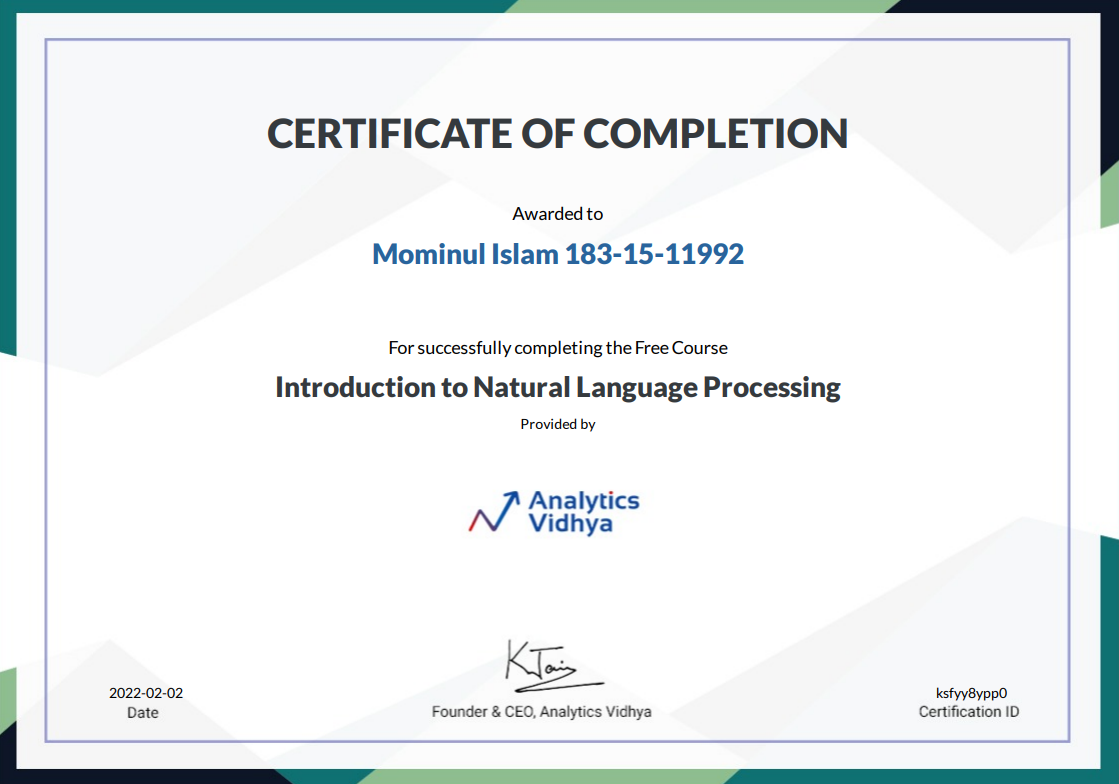 CERTIFICATE OF COMPLETION
Awarded to
Mominul Islam 183-15-11992
For successfully completing the Free Course
Introduction to Natural Language Processing
Provided by
Analytics
Vidhya
K Jain
2022-02-02
Date
Founder & CEO, Analytics Vidhya
ksfyy8ypp0
Certification ID